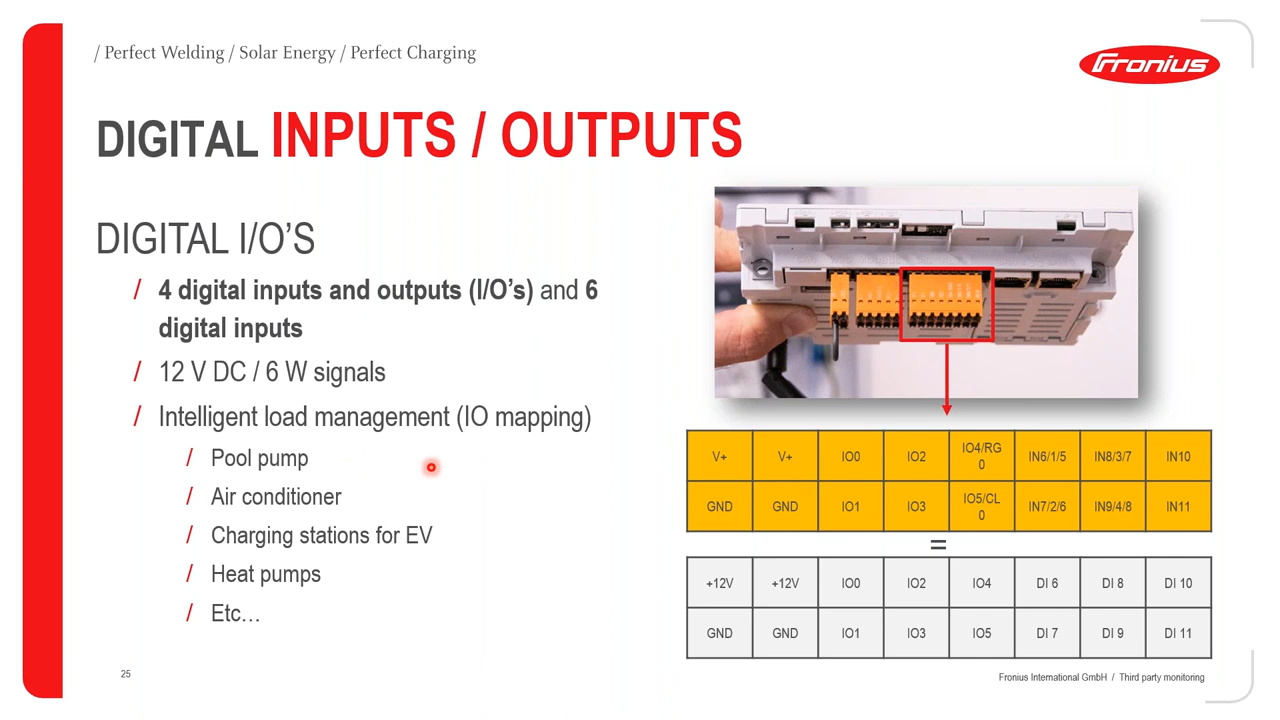 / Perfect Welding / Solar Energy / Perfect Charging
Fronius
DIGITAL INPUTS / OUTPUTS
DIGITAL I/O'S
/ 4 digital inputs and outputs (I/O's) and 6
digital inputs
/ 12 V DC / 6 W signals
/ Intelligent load management (IO mapping)
/ Pool pump
/ Air conditioner
/ Charging stations for EV
/ Heat pumps
/ Etc…
V+ V+ IO0 IO2 IO4/RG IN6/1/5 IN8/3/7 IN10
0
GND GND IO1 IO3 IO5/CL IN7/2/6 IN9/4/8 IN11
0
=
+12V +12V IO0 IO2 IO4 DI 6 DI 8 DI 10
GND GND IO1 IO3 IO5 DI 7 DI 9 DI 11
25
Fronius International GmbH / Third party monitoring